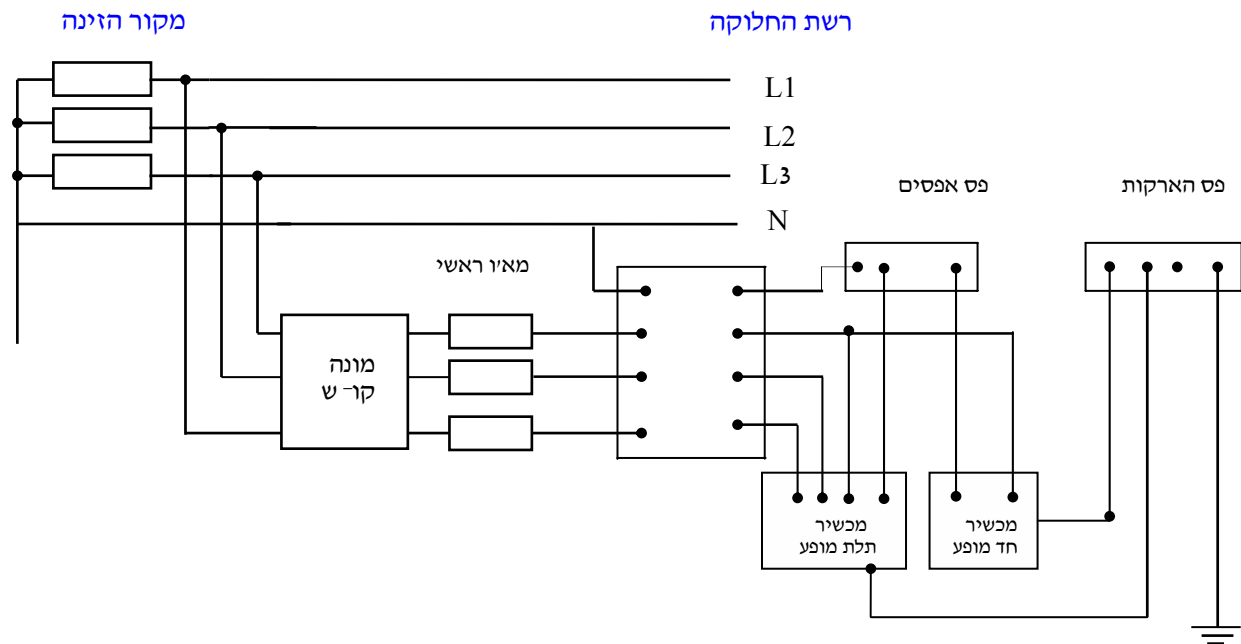 רשת החלוקה
מקור הזינה
L1
L2
L3
N
פס הארקות
פס אפסים
מא״ו ראשי
מונה
קו־ ש
מכשיר
תלת מופע
מכשיר
חד מופע